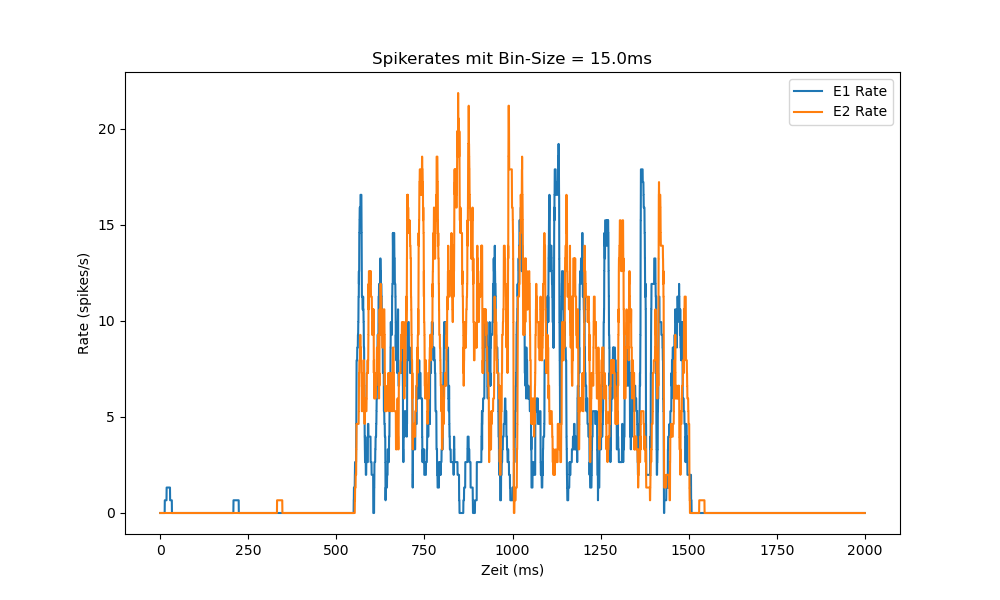 Spikerates mit Bin-Size = 15.0ms
E1 Rate
E2 Rate
Rate (spikes/s)
20
15
10
5
0
0 250 500 750 1000 1250 1500 1750 2000
Zeit (ms)